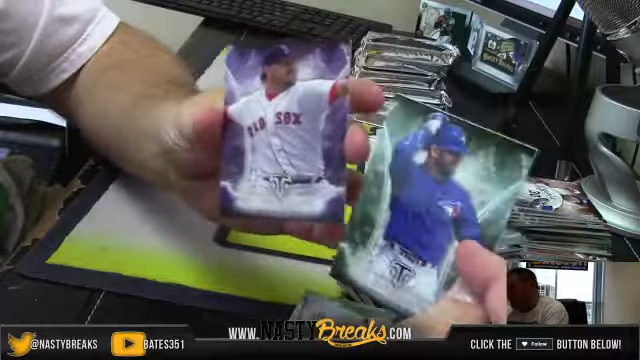 RED SOX
@NASTYBREAKS
BATES351
WWW.NASTYBreaks.COM
CLICK THE
Follow
BUTTON BELOW!